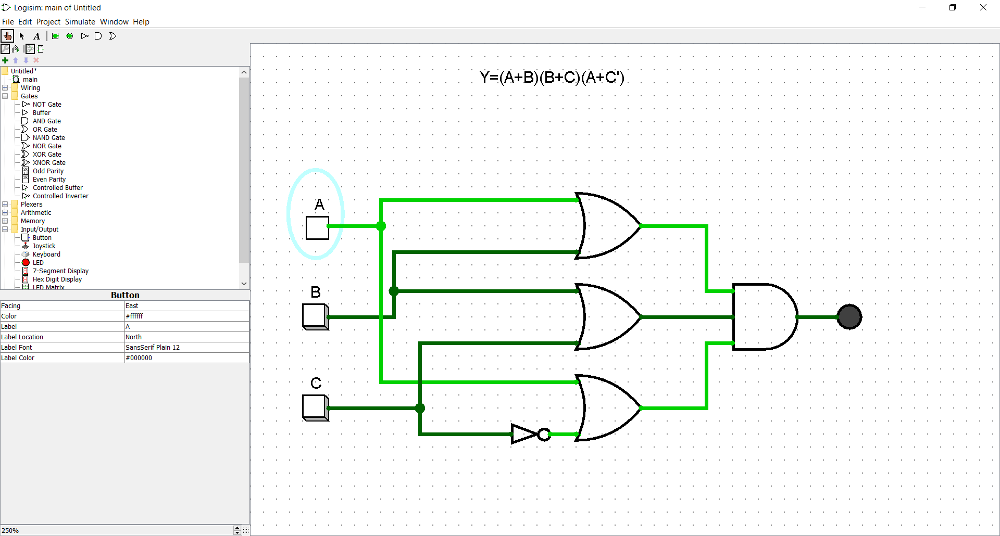 Logisim: main of Untitled
File Edit Project Simulate Window Help
A
Untitled*
main
Wiring
Gates
NOT Gate
Buffer
AND Gate
OR Gate
NAND Gate
NOR Gate
XOR Gate
XNOR Gate
Odd Parity
Even Parity
Controlled Buffer
Controlled Inverter
Plexers
Arithmetic
Memory
Input/Output
Button
Joystick
Keyboard
LED
7-Segment Display
Hex Digit Display
LED Matrix
Button
Facing East
Color #ffffff
Label A
Label Location North
Label Font SansSerif Plain 12
Label Color #000000
250%
Y=(A+B)(B+C)(A+C')
A
B
C